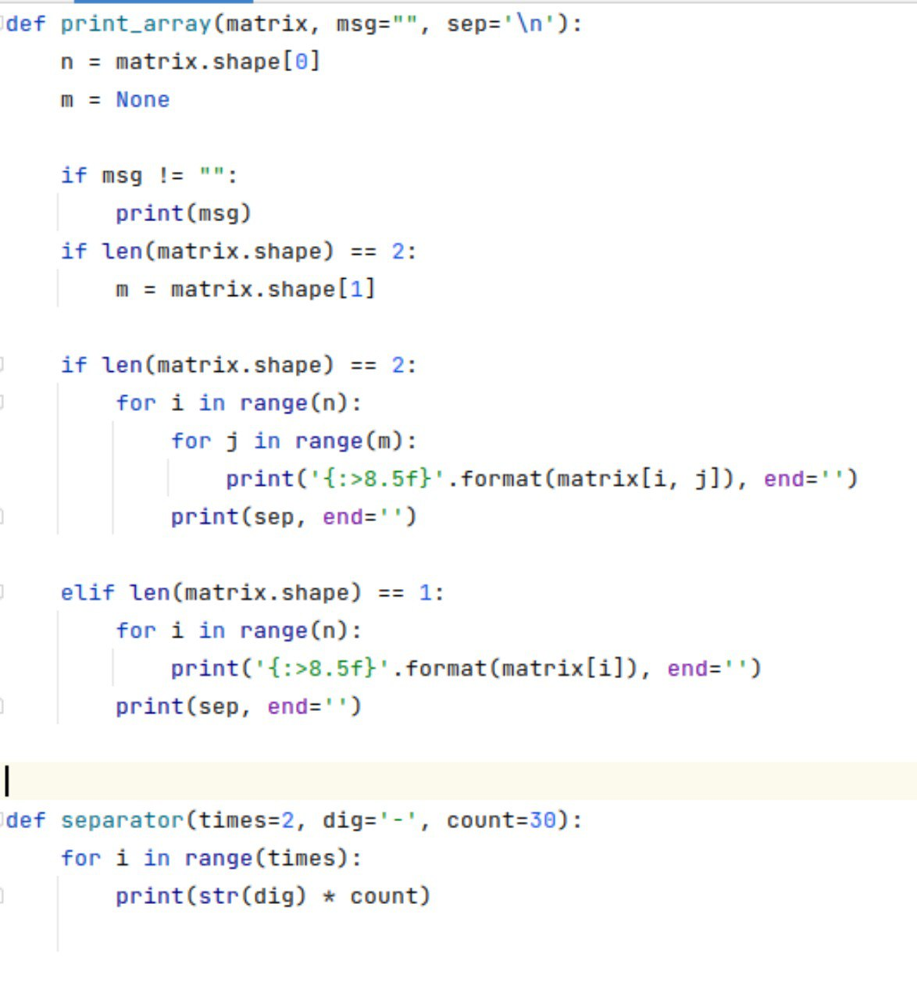 def print_array(matrix, msg="", sep='\n'):
    n = matrix.shape[0]
    m = None

    if msg != "":
        print(msg)
    if len(matrix.shape) == 2:
        m = matrix.shape[1]

    if len(matrix.shape) == 2:
        for i in range(n):
            for j in range(m):
                print('{:>8.5f}'.format(matrix[i, j]), end='')
            print(sep, end='')

    elif len(matrix.shape) == 1:
        for i in range(n):
            print('{:>8.5f}'.format(matrix[i]), end='')
        print(sep, end='')


def separator(times=2, dig='-', count=30):
    for i in range(times):
        print(str(dig) * count)